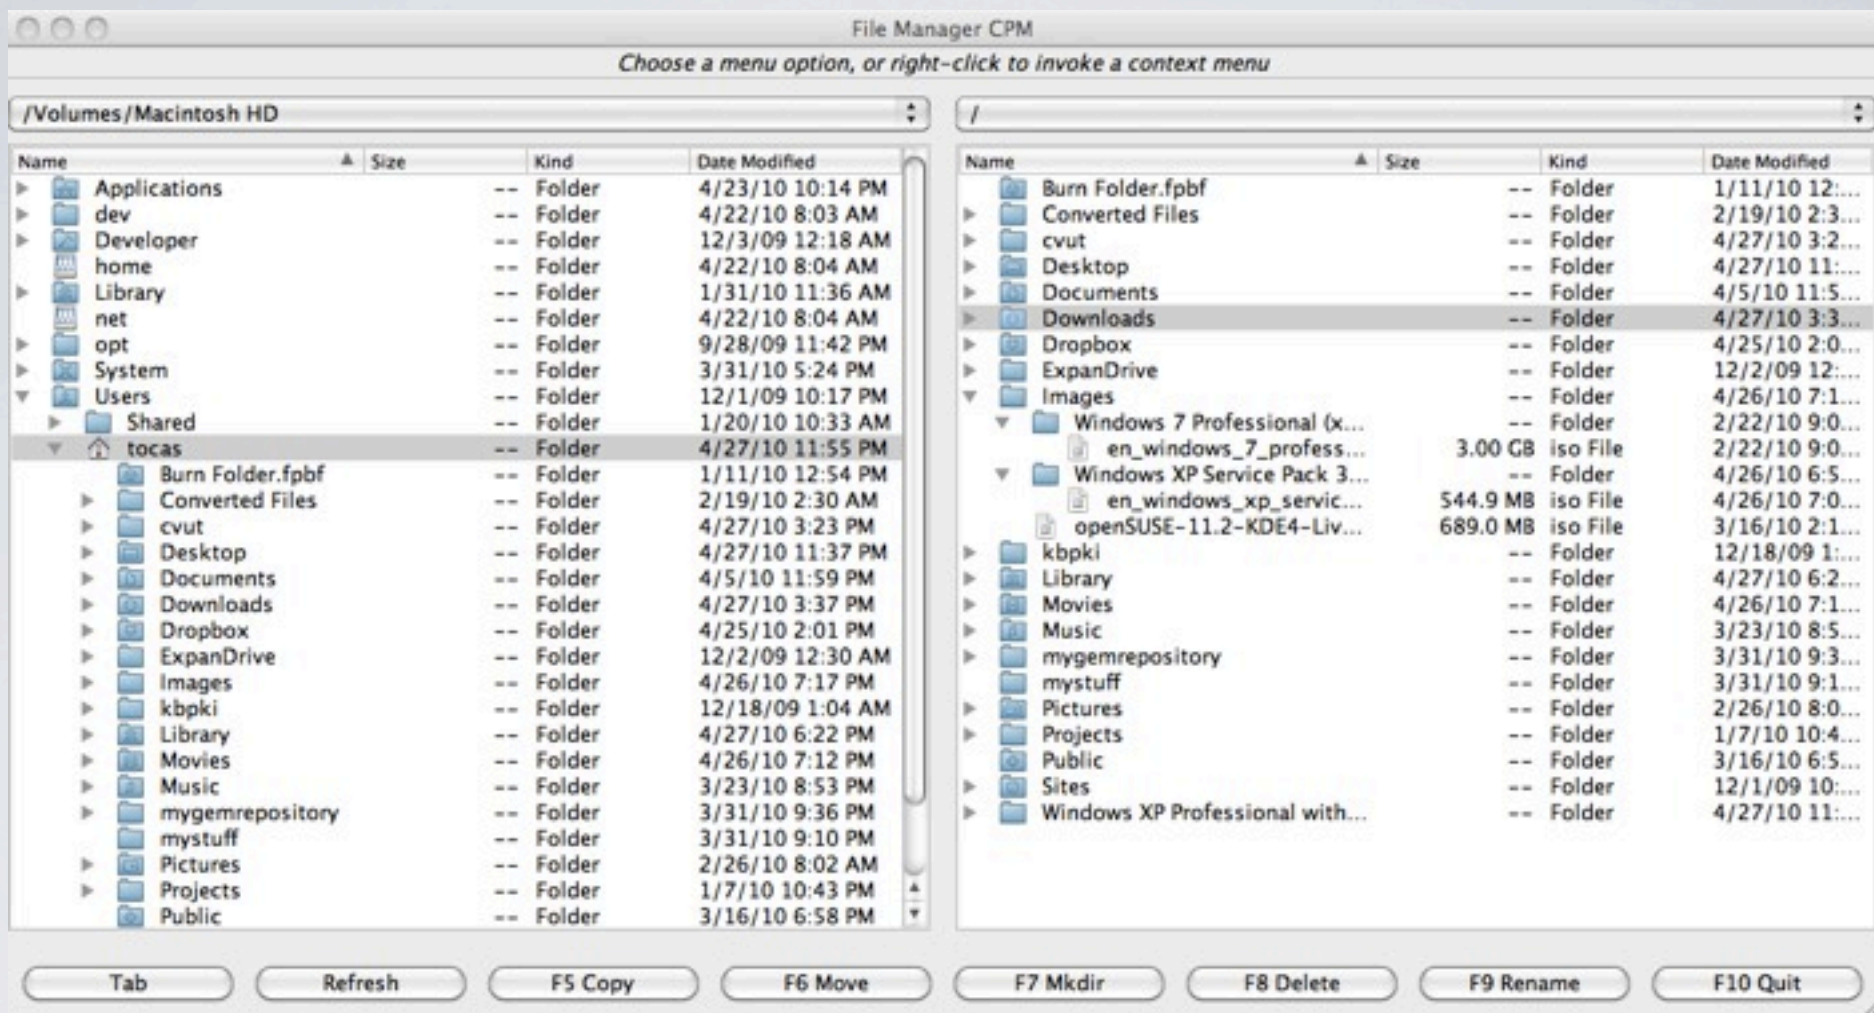 File Manager CPM
Choose a menu option, or right-click to invoke a context menu
/Volumes/Macintosh HD
Name Size Kind Date Modified
Applications -- Folder 4/23/10 10:14 PM
dev -- Folder 4/22/10 8:03 AM
Developer -- Folder 12/3/09 12:18 AM
home -- Folder 4/22/10 8:04 AM
Library -- Folder 1/31/10 11:36 AM
net -- Folder 4/22/10 8:04 AM
opt -- Folder 9/28/09 11:42 PM
System -- Folder 3/31/10 5:24 PM
Users -- Folder 12/1/09 10:17 PM
Shared -- Folder 1/20/10 10:33 AM
tocas -- Folder 4/27/10 11:55 PM
Burn Folder.fpbf -- Folder 1/11/10 12:54 PM
Converted Files -- Folder 2/19/10 2:30 AM
cvut -- Folder 4/27/10 3:23 PM
Desktop -- Folder 4/27/10 11:37 PM
Documents -- Folder 4/5/10 11:59 PM
Downloads -- Folder 4/27/10 3:37 PM
Dropbox -- Folder 4/25/10 2:01 PM
ExpanDrive -- Folder 12/2/09 12:30 AM
Images -- Folder 4/26/10 7:17 PM
kbpki -- Folder 12/18/09 1:04 AM
Library -- Folder 4/27/10 6:22 PM
Movies -- Folder 4/26/10 7:12 PM
Music -- Folder 3/23/10 8:53 PM
mygemrepository -- Folder 3/31/10 9:36 PM
mystuff -- Folder 3/31/10 9:10 PM
Pictures -- Folder 2/26/10 8:02 AM
Projects -- Folder 1/7/10 10:43 PM
Public -- Folder 3/16/10 6:58 PM
/
Name Size Kind Date Modified
Burn Folder.fpbf -- Folder 1/11/10 12:...
Converted Files -- Folder 2/19/10 2:3...
cvut -- Folder 4/27/10 3:2...
Desktop -- Folder 4/27/10 11:...
Documents -- Folder 4/5/10 11:5...
Downloads -- Folder 4/27/10 3:3...
Dropbox -- Folder 4/25/10 2:0...
ExpanDrive -- Folder 12/2/09 12:...
Images -- Folder 4/26/10 7:1...
Windows 7 Professional (x... -- Folder 2/22/10 9:0...
en_windows_7_profess... 3.00 GB iso File 2/22/10 9:0...
Windows XP Service Pack 3... -- Folder 4/26/10 6:5...
en_windows_xp_servic... 544.9 MB iso File 4/26/10 7:0...
openSUSE-11.2-KDE4-Liv... 689.0 MB iso File 3/16/10 2:1...
kbpki -- Folder 12/18/09 1:...
Library -- Folder 4/27/10 6:2...
Movies -- Folder 4/26/10 7:1...
Music -- Folder 3/23/10 8:5...
mygemrepository -- Folder 3/31/10 9:3...
mystuff -- Folder 3/31/10 9:1...
Pictures -- Folder 2/26/10 8:0...
Projects -- Folder 1/7/10 10:4...
Public -- Folder 3/16/10 6:5...
Sites -- Folder 12/1/09 10:...
Windows XP Professional with... -- Folder 4/27/10 11:...
Tab Refresh F5 Copy F6 Move F7 Mkdir F8 Delete F9 Rename F10 Quit